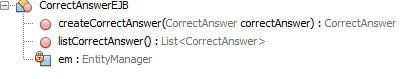 CorrectAnswerEJB
createCorrectAnswer(CorrectAnswer correctAnswer) : CorrectAnswer
listCorrectAnswer() : List<CorrectAnswer>
em : EntityManager